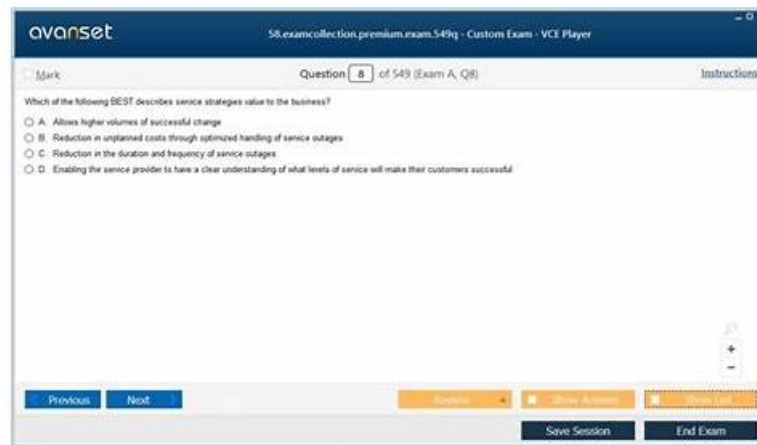 avanset
58.examcollection.premium.exam.549q - Custom Exam - VCE Player
Mark
Question 8 of 549 (Exam A, Q8)
Instructions
Which of the following BEST describes service strategies value to the business?
A. Allows higher volumes of successful change
B. Reduction in unplanned costs through optimized handling of service outages
C. Reduction in the duration and frequency of service outages
D. Enabling the service provider to have a clear understanding of what levels of service will make their customers successful
Previous
Next
Review
Show Answer
Show List
Save Session
End Exam